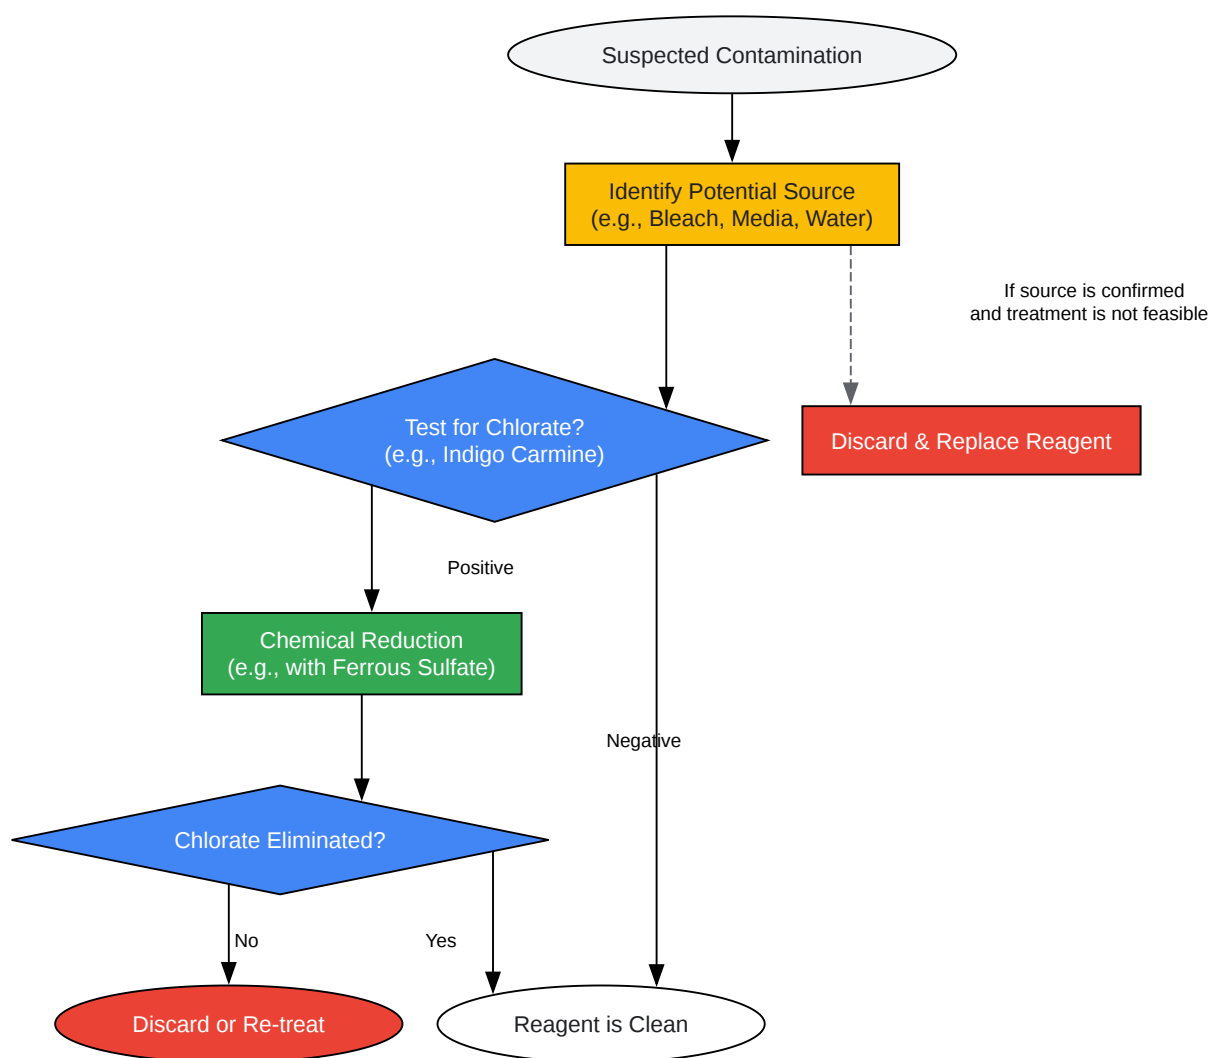 Suspected Contamination
Identify Potential Source
(e.g., Bleach, Media, Water)
If source is confirmed
and treatment is not feasible
Test for Chlorate?
(e.g., Indigo Carmine)
Discard & Replace Reagent
Positive
Chemical Reduction
(e.g., with Ferrous Sulfate)
Negative
Chlorate Eliminated?
No
Yes
Discard or Re-treat
Reagent is Clean